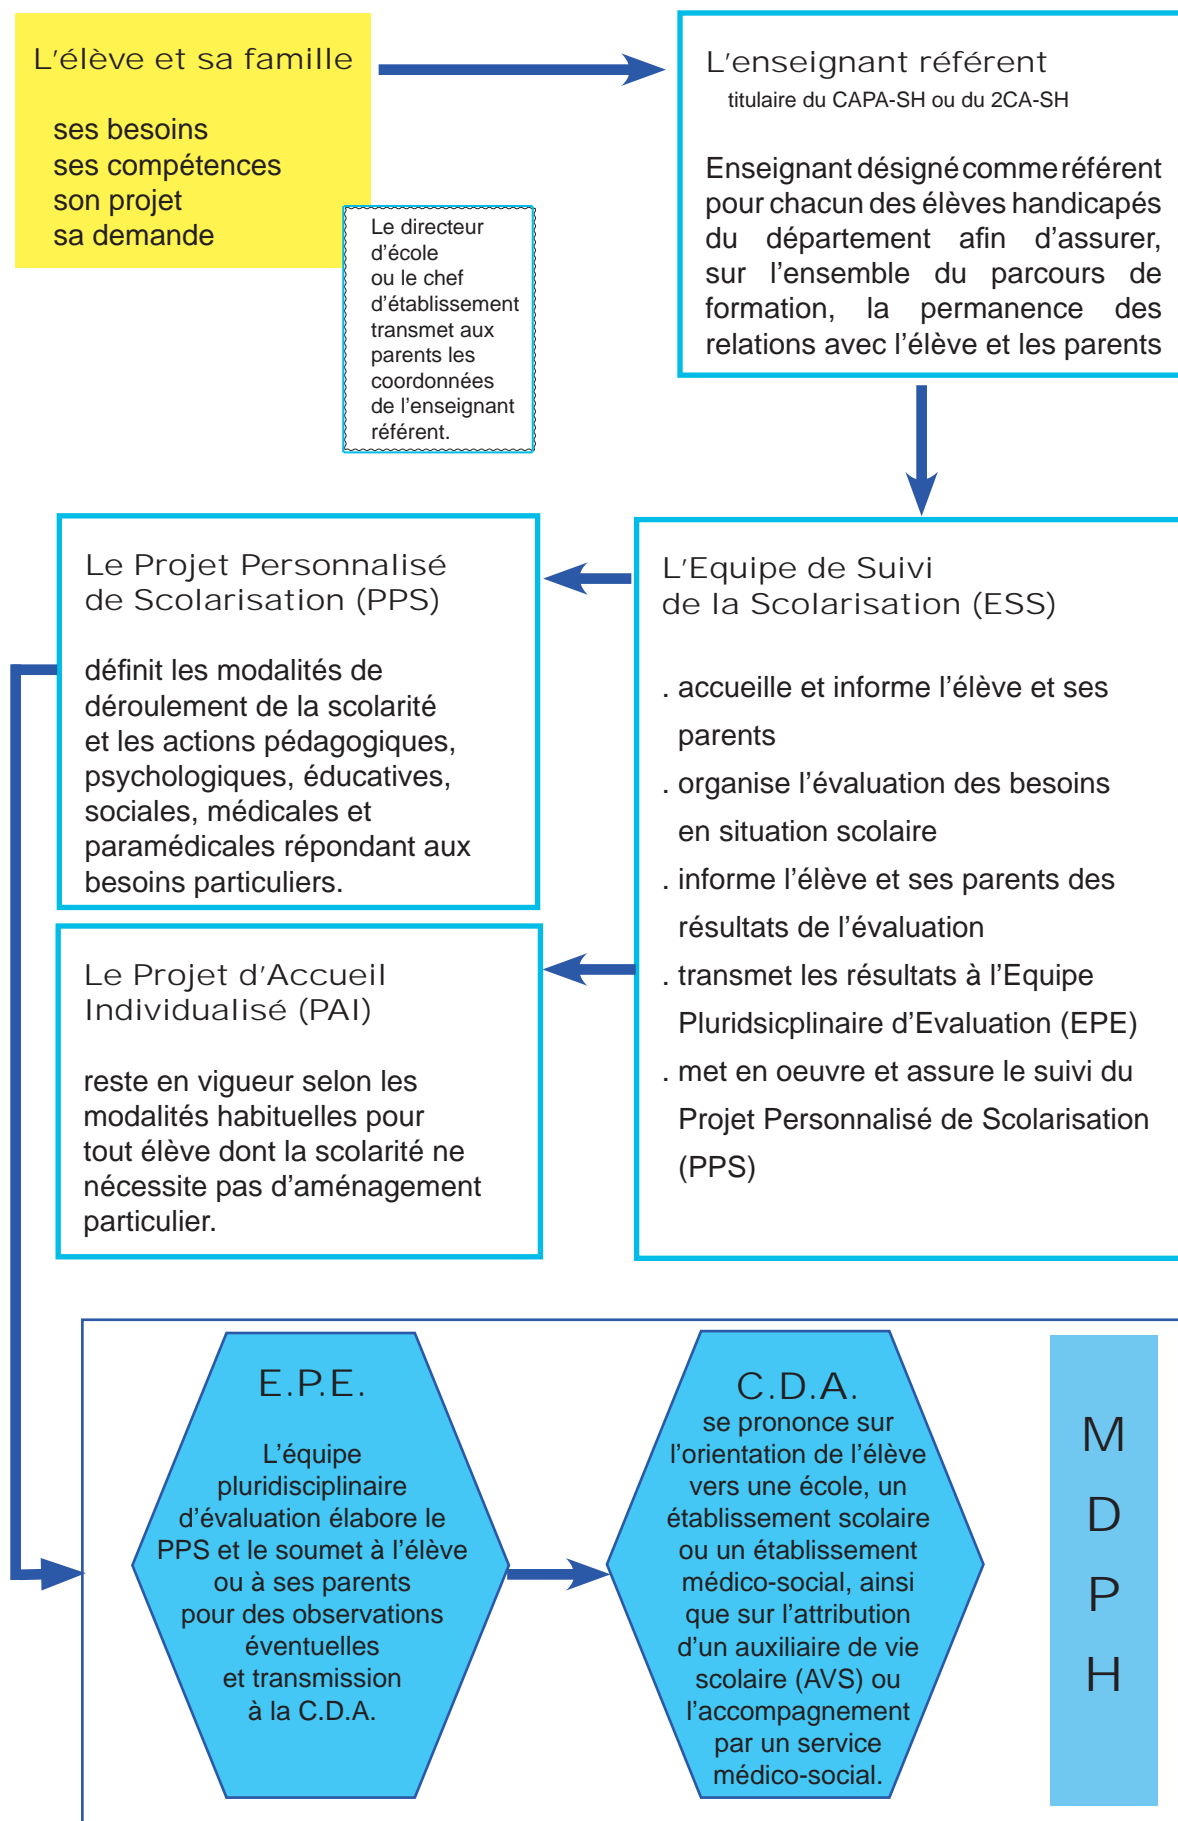 L'élève et sa famille
ses besoins
ses compétences
son projet
sa demande
Le directeur
d'école
ou le chef
d'établissement
transmet aux
parents les
coordonnées
de l'enseignant
référent.
L'enseignant référent
titulaire du CAPA-SH ou du 2CA-SH
Enseignant désigné comme référent
pour chacun des élèves handicapés
du département afin d'assurer,
sur l'ensemble du parcours de
formation, la permanence des
relations avec l'élève et les parents
Le Projet Personnalisé
de Scolarisation (PPS)
définit les modalités de
déroulement de la scolarité
et les actions pédagogiques,
psychologiques, éducatives,
sociales, médicales et
paramédicales répondant aux
besoins particuliers.
L'Equipe de Suivi
de la Scolarisation (ESS)
. accueille et informe l'élève et ses
parents
. organise l'évaluation des besoins
en situation scolaire
. informe l'élève et ses parents des
résultats de l'évaluation
. transmet les résultats à l'Equipe
Pluridsicplinaire d'Evaluation (EPE)
. met en oeuvre et assure le suivi du
Projet Personnalisé de Scolarisation
(PPS)
Le Projet d'Accueil
Individualisé (PAI)
reste en vigueur selon les
modalités habituelles pour
tout élève dont la scolarité ne
nécessite pas d'aménagement
particulier.
E.P.E.
L'équipe
pluridisciplinaire
d'évaluation élabore le
PPS et le soumet à l'élève
ou à ses parents
pour des observations
éventuelles
et transmission
à la C.D.A.
C.D.A.
se prononce sur
l'orientation de l'élève
vers une école, un
établissement scolaire
ou un établissement
médico-social, ainsi
que sur l'attribution
d'un auxiliaire de vie
scolaire (AVS) ou
l'accompagnement
par un service
médico-social.
M
D
P
H